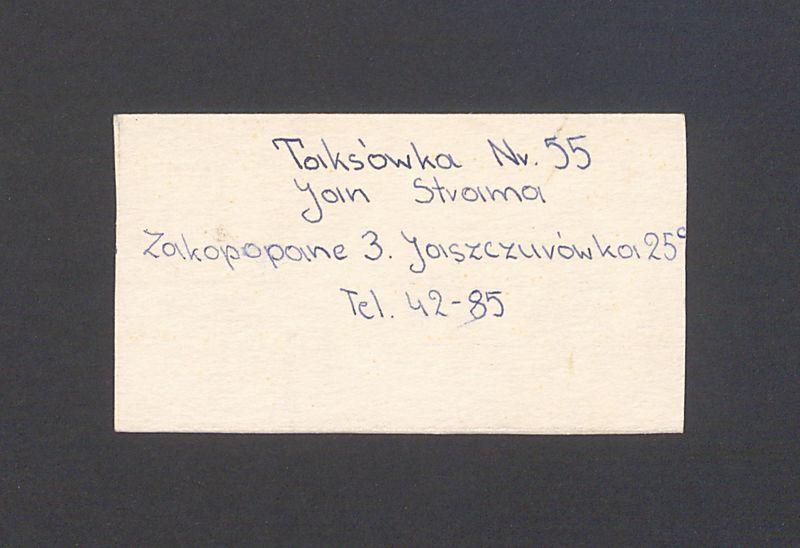 Taksówka Nr. 55
Jan Strama
Zakopopane 3. Jaszczurówka 25c
Tel. 42-85